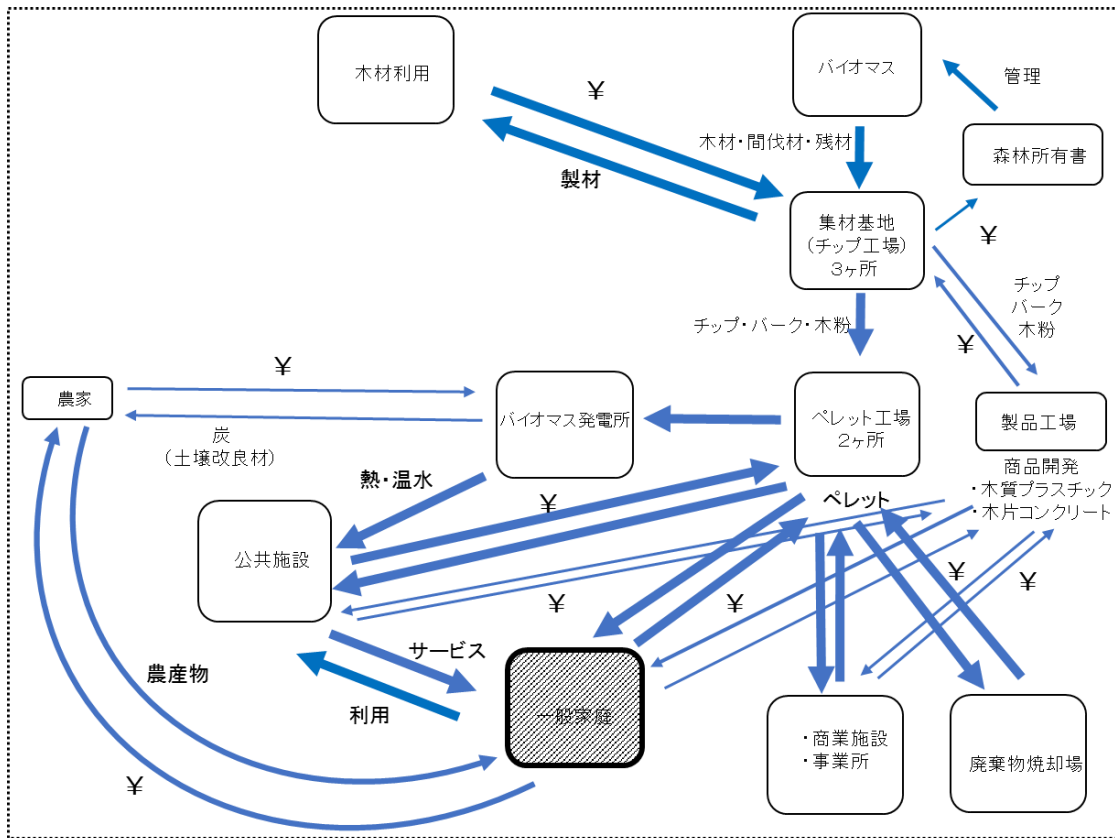 木材利用
バイオマス
管理
¥
木材・間伐材・残材
森林所有書
製材
集材基地
(チップ工場)
3ヶ所
¥
チップ
バーク
木粉
チップ・バーク・木粉
¥
¥
農家
バイオマス発電所
ペレット工場
2ヶ所
製品工場
炭
(土壌改良材)
商品開発
・木質プラスチック
・木片コンクリート
熱・温水
¥
ペレット
公共施設
¥
¥
¥
¥
サービス
農産物
利用
一般家庭
・商業施設
・事業所
廃棄物焼却場
¥